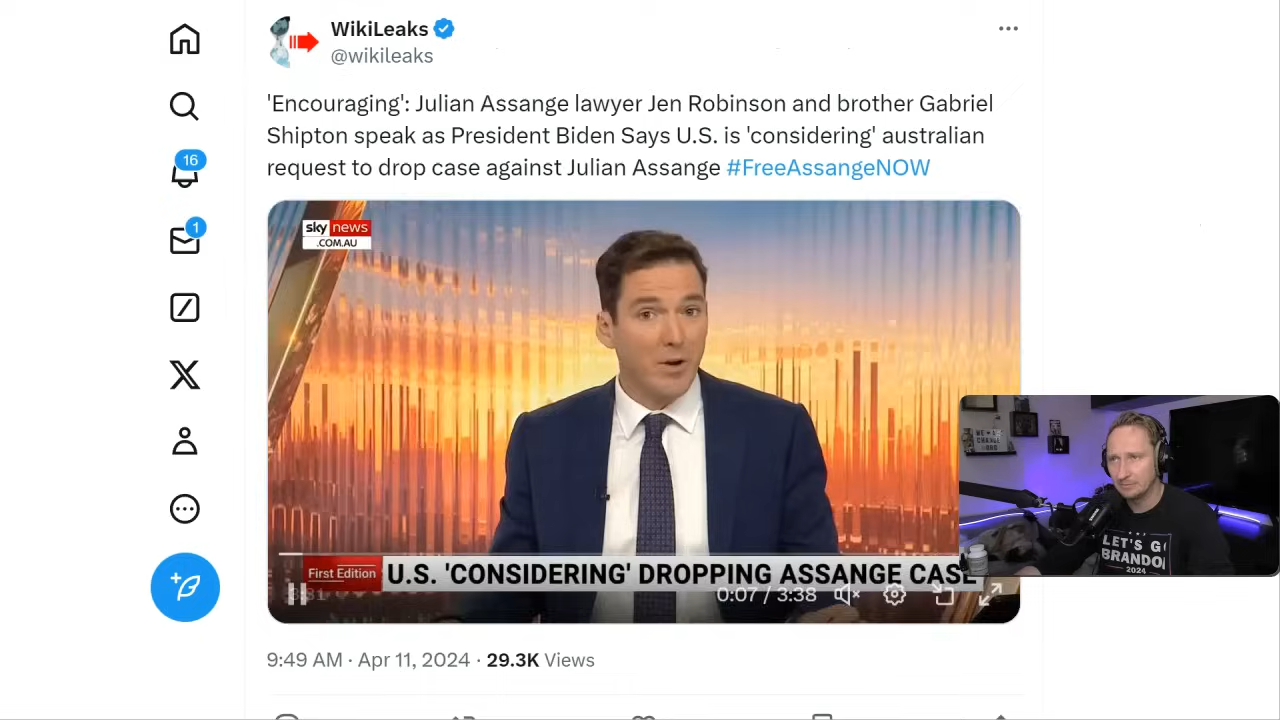 WikiLeaks
@wikileaks
'Encouraging': Julian Assange lawyer Jen Robinson and brother Gabriel
Shipton speak as President Biden Says U.S. is 'considering' australian
request to drop case against Julian Assange #FreeAssangeNOW
16
1
sky news
.COM.AU
First Edition
U.S. 'CONSIDERING' DROPPING ASSANGE CASE
0:07 / 3:38
LET'S G
BRANDO
2024
9:49 AM · Apr 11, 2024 · 29.3K Views